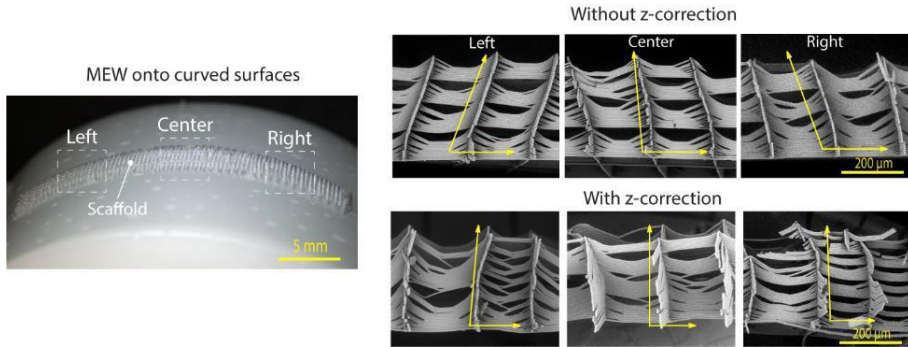 MEW onto curved surfaces
Left
Center
Right
Scaffold
5 mm
Without z-correction
Left
Center
Right
200 µm
With z-correction
200 µm